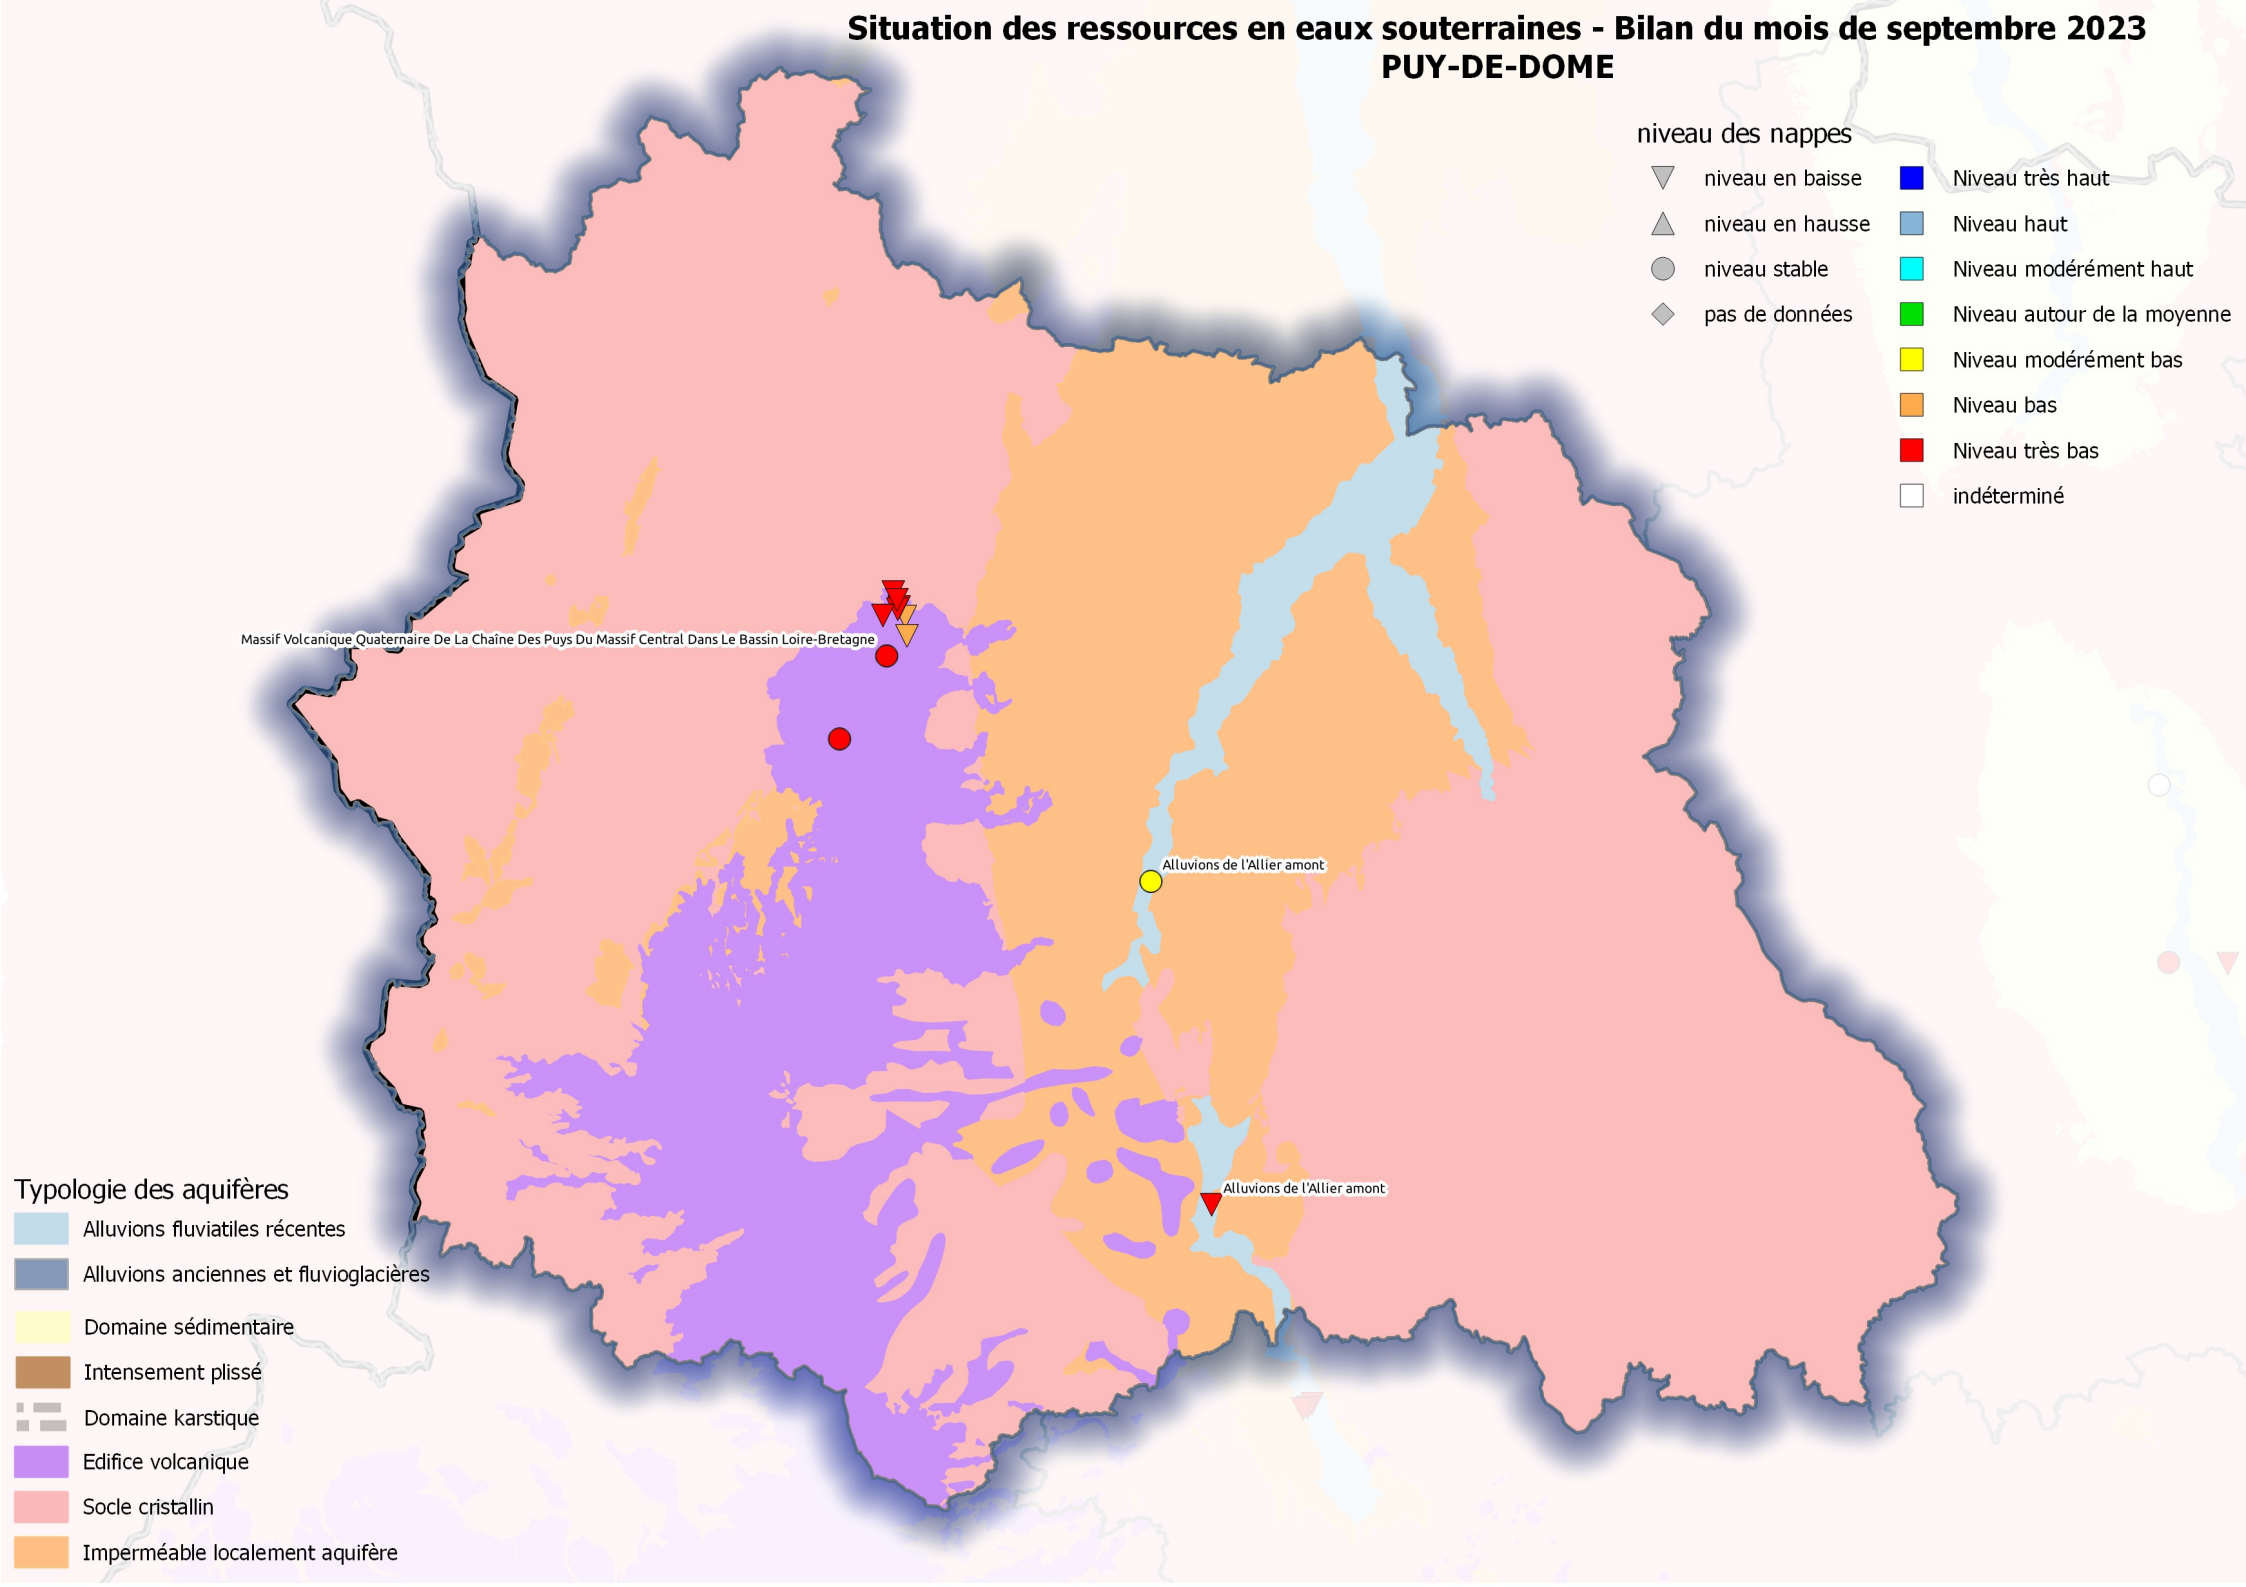 Situation des ressources en eaux souterraines - Bilan du mois de septembre 2023
PUY-DE-DOME
niveau des nappes
niveau en baisse
niveau en hausse
niveau stable
pas de données
Niveau très haut
Niveau haut
Niveau modérément haut
Niveau autour de la moyenne
Niveau modérément bas
Niveau bas
Niveau très bas
indéterminé
Massif Volcanique Quaternaire De La Chaîne Des Puys Du Massif Central Dans Le Bassin Loire-Bretagne
Alluvions de l'Allier amont
Alluvions de l'Allier amont
Typologie des aquifères
Alluvions fluviatiles récentes
Alluvions anciennes et fluvioglacières
Domaine sédimentaire
Intensement plissé
Domaine karstique
Edifice volcanique
Socle cristallin
Imperméable localement aquifère